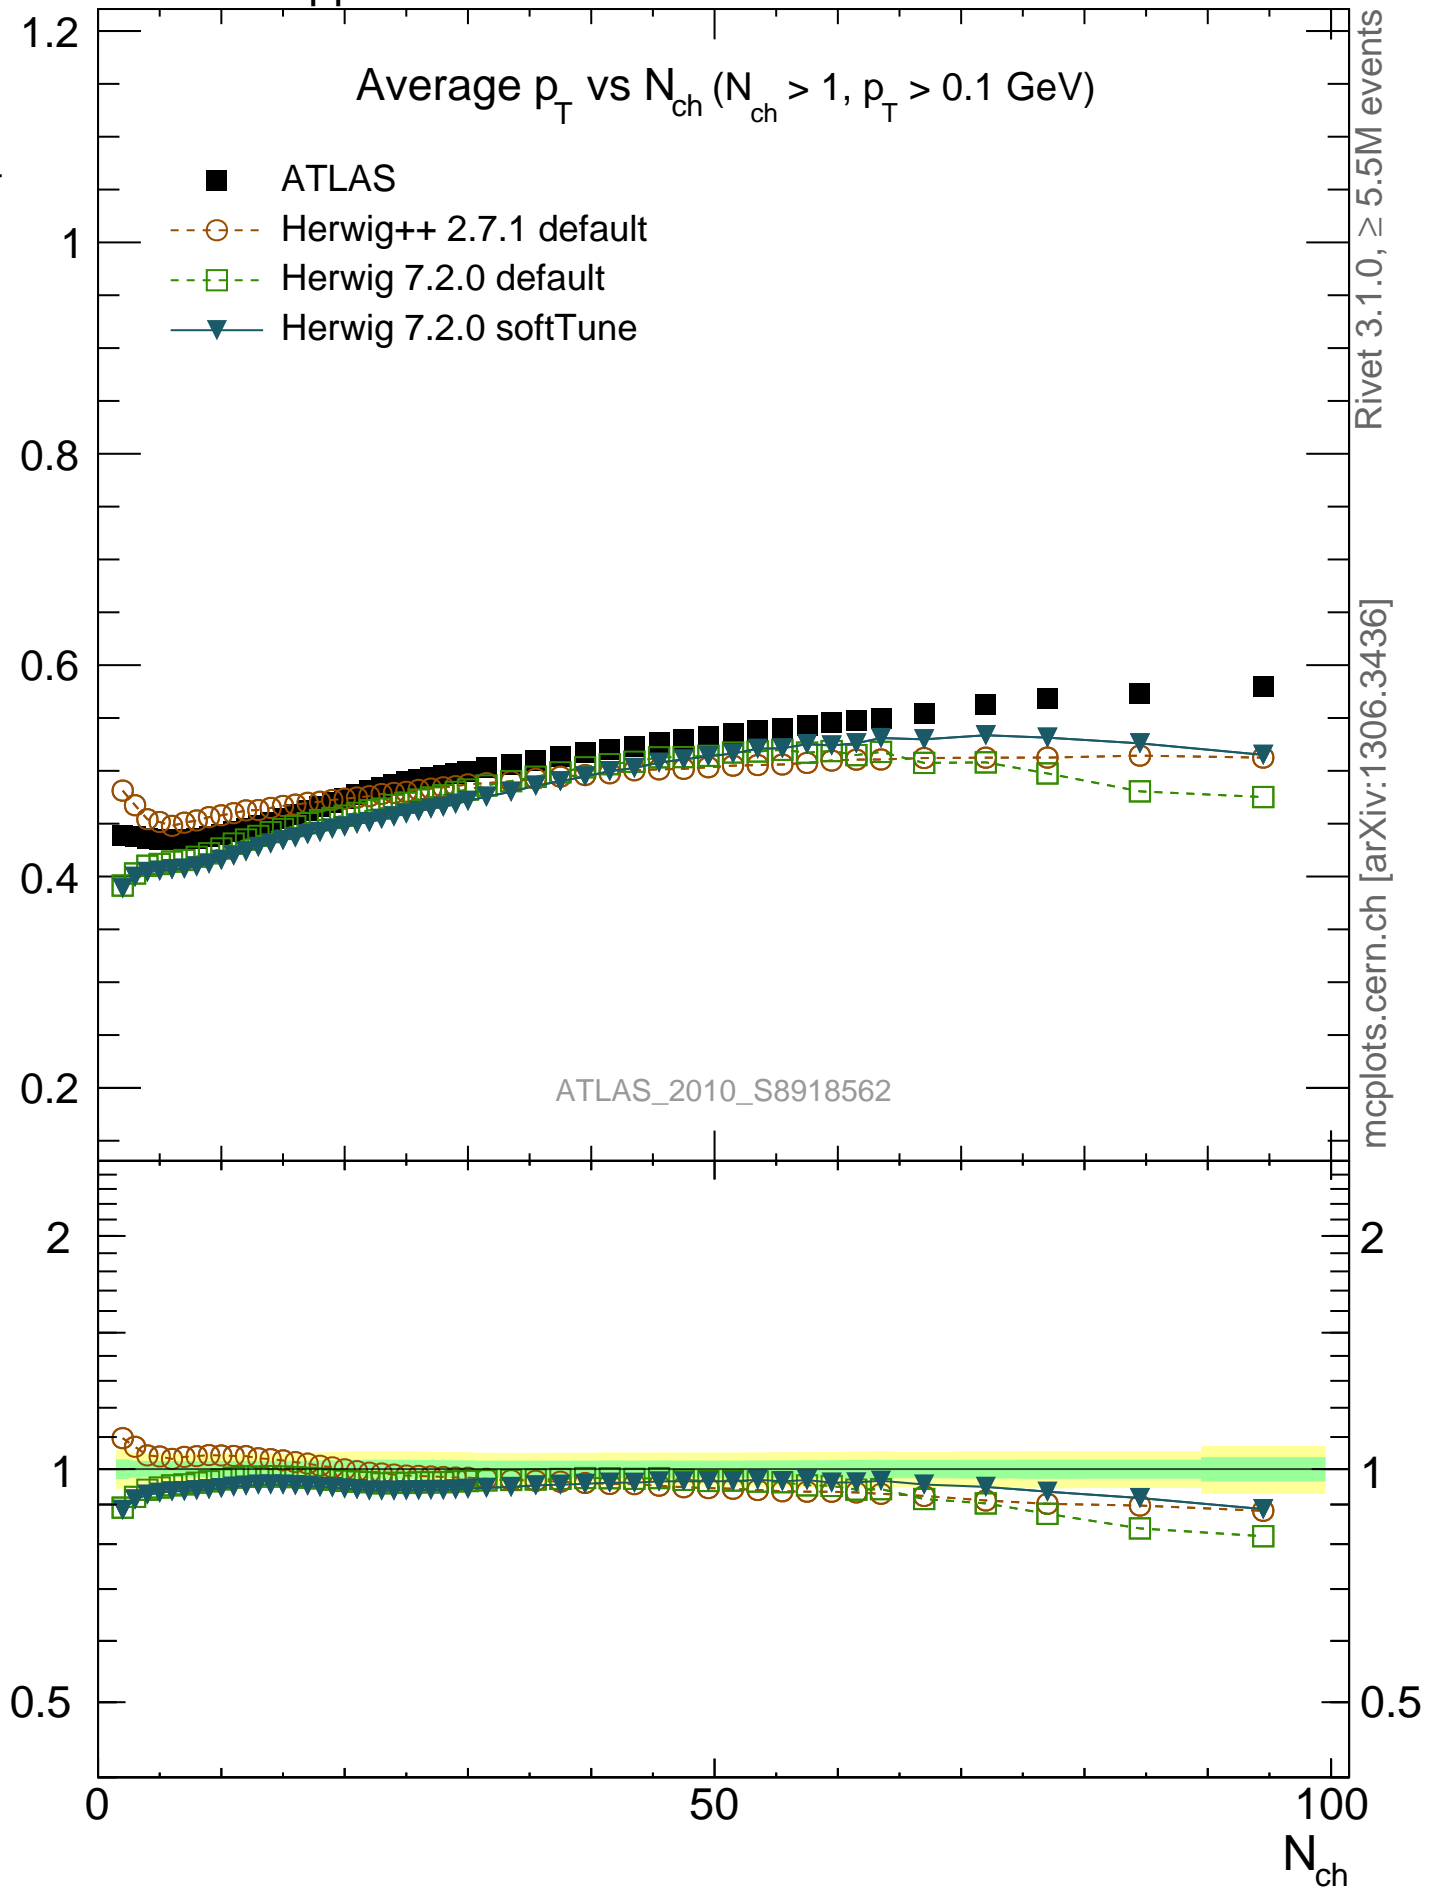 Average p_T vs N_ch (N_ch > 1, p_T > 0.1 GeV)
ATLAS
Herwig++ 2.7.1 default
Herwig 7.2.0 default
Herwig 7.2.0 softTune
1.2
1
0.8
0.6
0.4
0.2
ATLAS_2010_S8918562
Rivet 3.1.0, ≥ 5.5M events
mcplots.cern.ch [arXiv:1306.3436]
2
1
0.5
2
1
0.5
0
50
100
N_ch